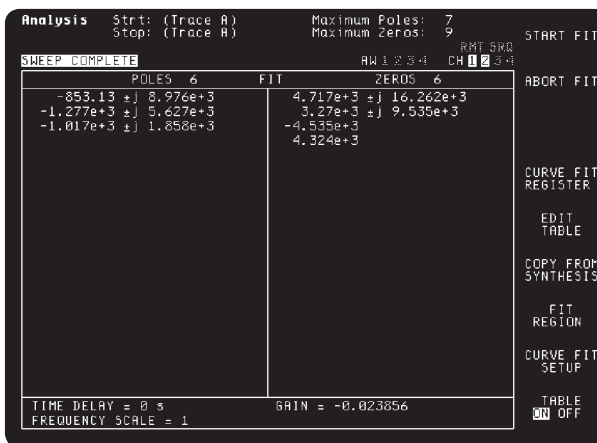 Analysis Strt: (Trace A) Maximum Poles: 7
Stop: (Trace A) Maximum Zeros: 9
RMT SRQ
SWEEP COMPLETE AW 1 2 3 4 CH 1 2 3 4
POLES 6 FIT ZEROS 6
-853.13 ±j 8.976e+3 4.717e+3 ±j 16.262e+3
-1.277e+3 ±j 5.627e+3 3.27e+3 ±j 9.535e+3
-1.017e+3 ±j 1.858e+3 -4.535e+3
4.324e+3
TIME DELAY = 0 s GAIN = -0.023856
FREQUENCY SCALE = 1
START FIT
ABORT FIT
CURVE FIT
REGISTER
EDIT
TABLE
COPY FROM
SYNTHESIS
FIT
REGION
CURVE FIT
SETUP
TABLE
ON OFF